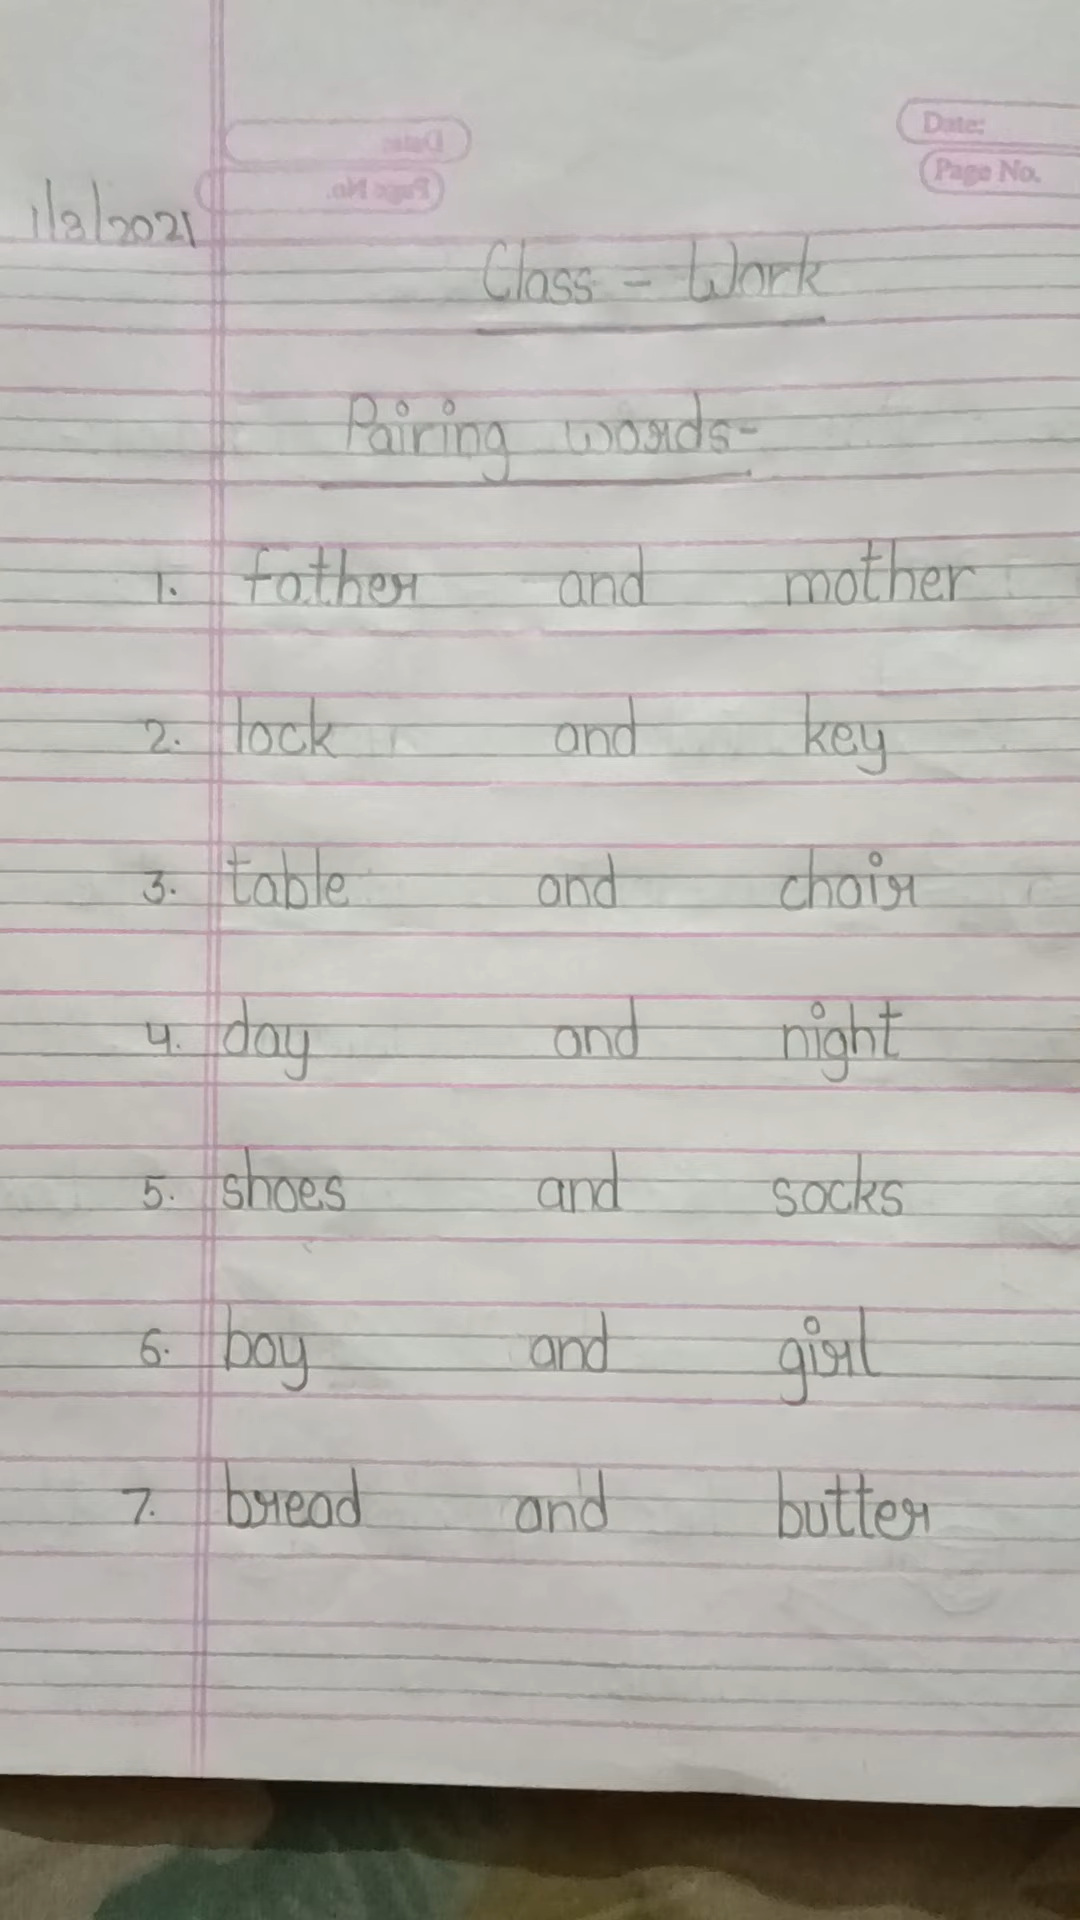 Date:
Page No.
1/3/2021
Class - Work
Pairing words-
1. father and mother
2. lock and key
3. table and chair
4. day and night
5. shoes and socks
6. boy and girl
7. bread and butter